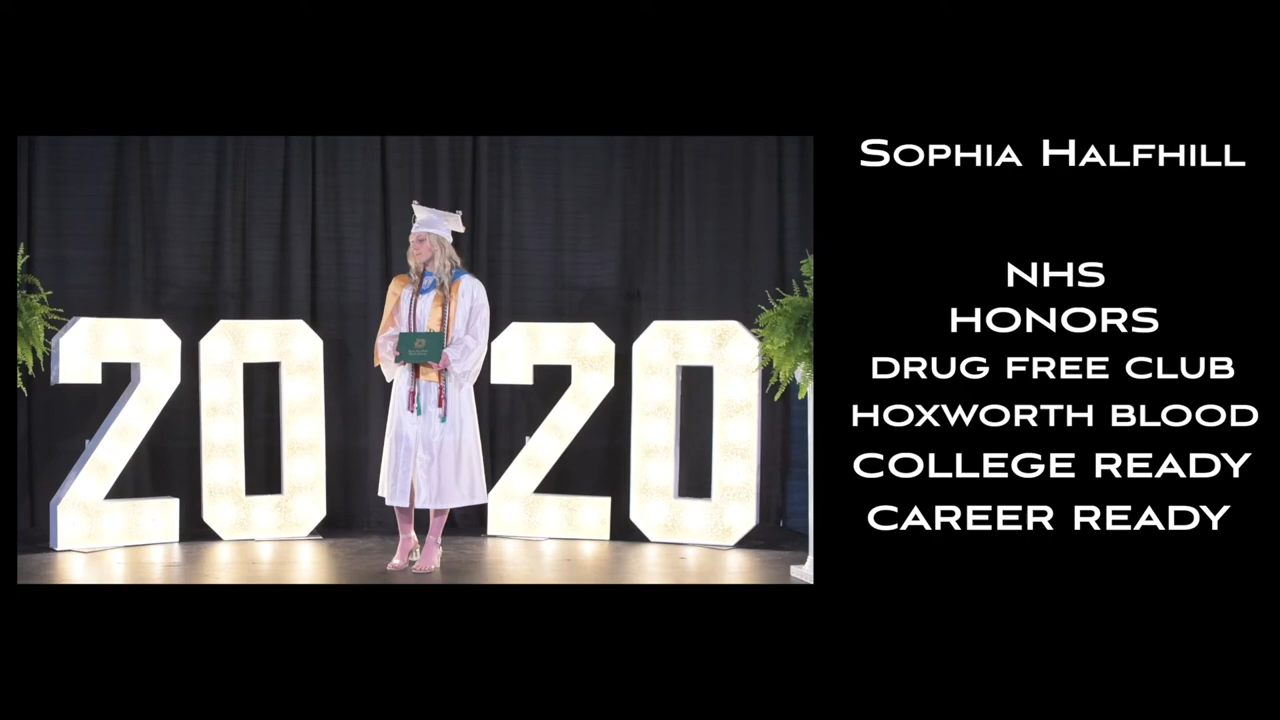 Sophia Halfhill
NHS
HONORS
DRUG FREE CLUB
HOXWORTH BLOOD
COLLEGE READY
CAREER READY
2020